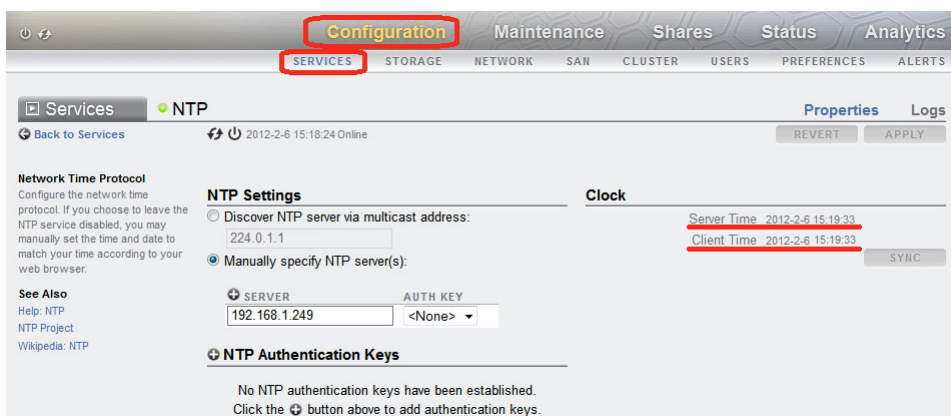 Configuration Maintenance Shares Status Analytics
SERVICES STORAGE NETWORK SAN CLUSTER USERS PREFERENCES ALERTS
Services NTP Properties Logs
Back to Services 2012-2-6 15:18:24 Online REVERT APPLY
Network Time Protocol
Configure the network time
protocol. If you choose to leave the
NTP service disabled, you may
manually set the time and date to
match your time according to your
web browser.
See Also
Help: NTP
NTP Project
Wikipedia: NTP
NTP Settings
Discover NTP server via multicast address:
224.0.1.1
Manually specify NTP server(s):
SERVER AUTH KEY
192.168.1.249 <None>
NTP Authentication Keys
No NTP authentication keys have been established.
Click the button above to add authentication keys.
Clock
Server Time 2012-2-6 15:19:33
Client Time 2012-2-6 15:19:33
SYNC